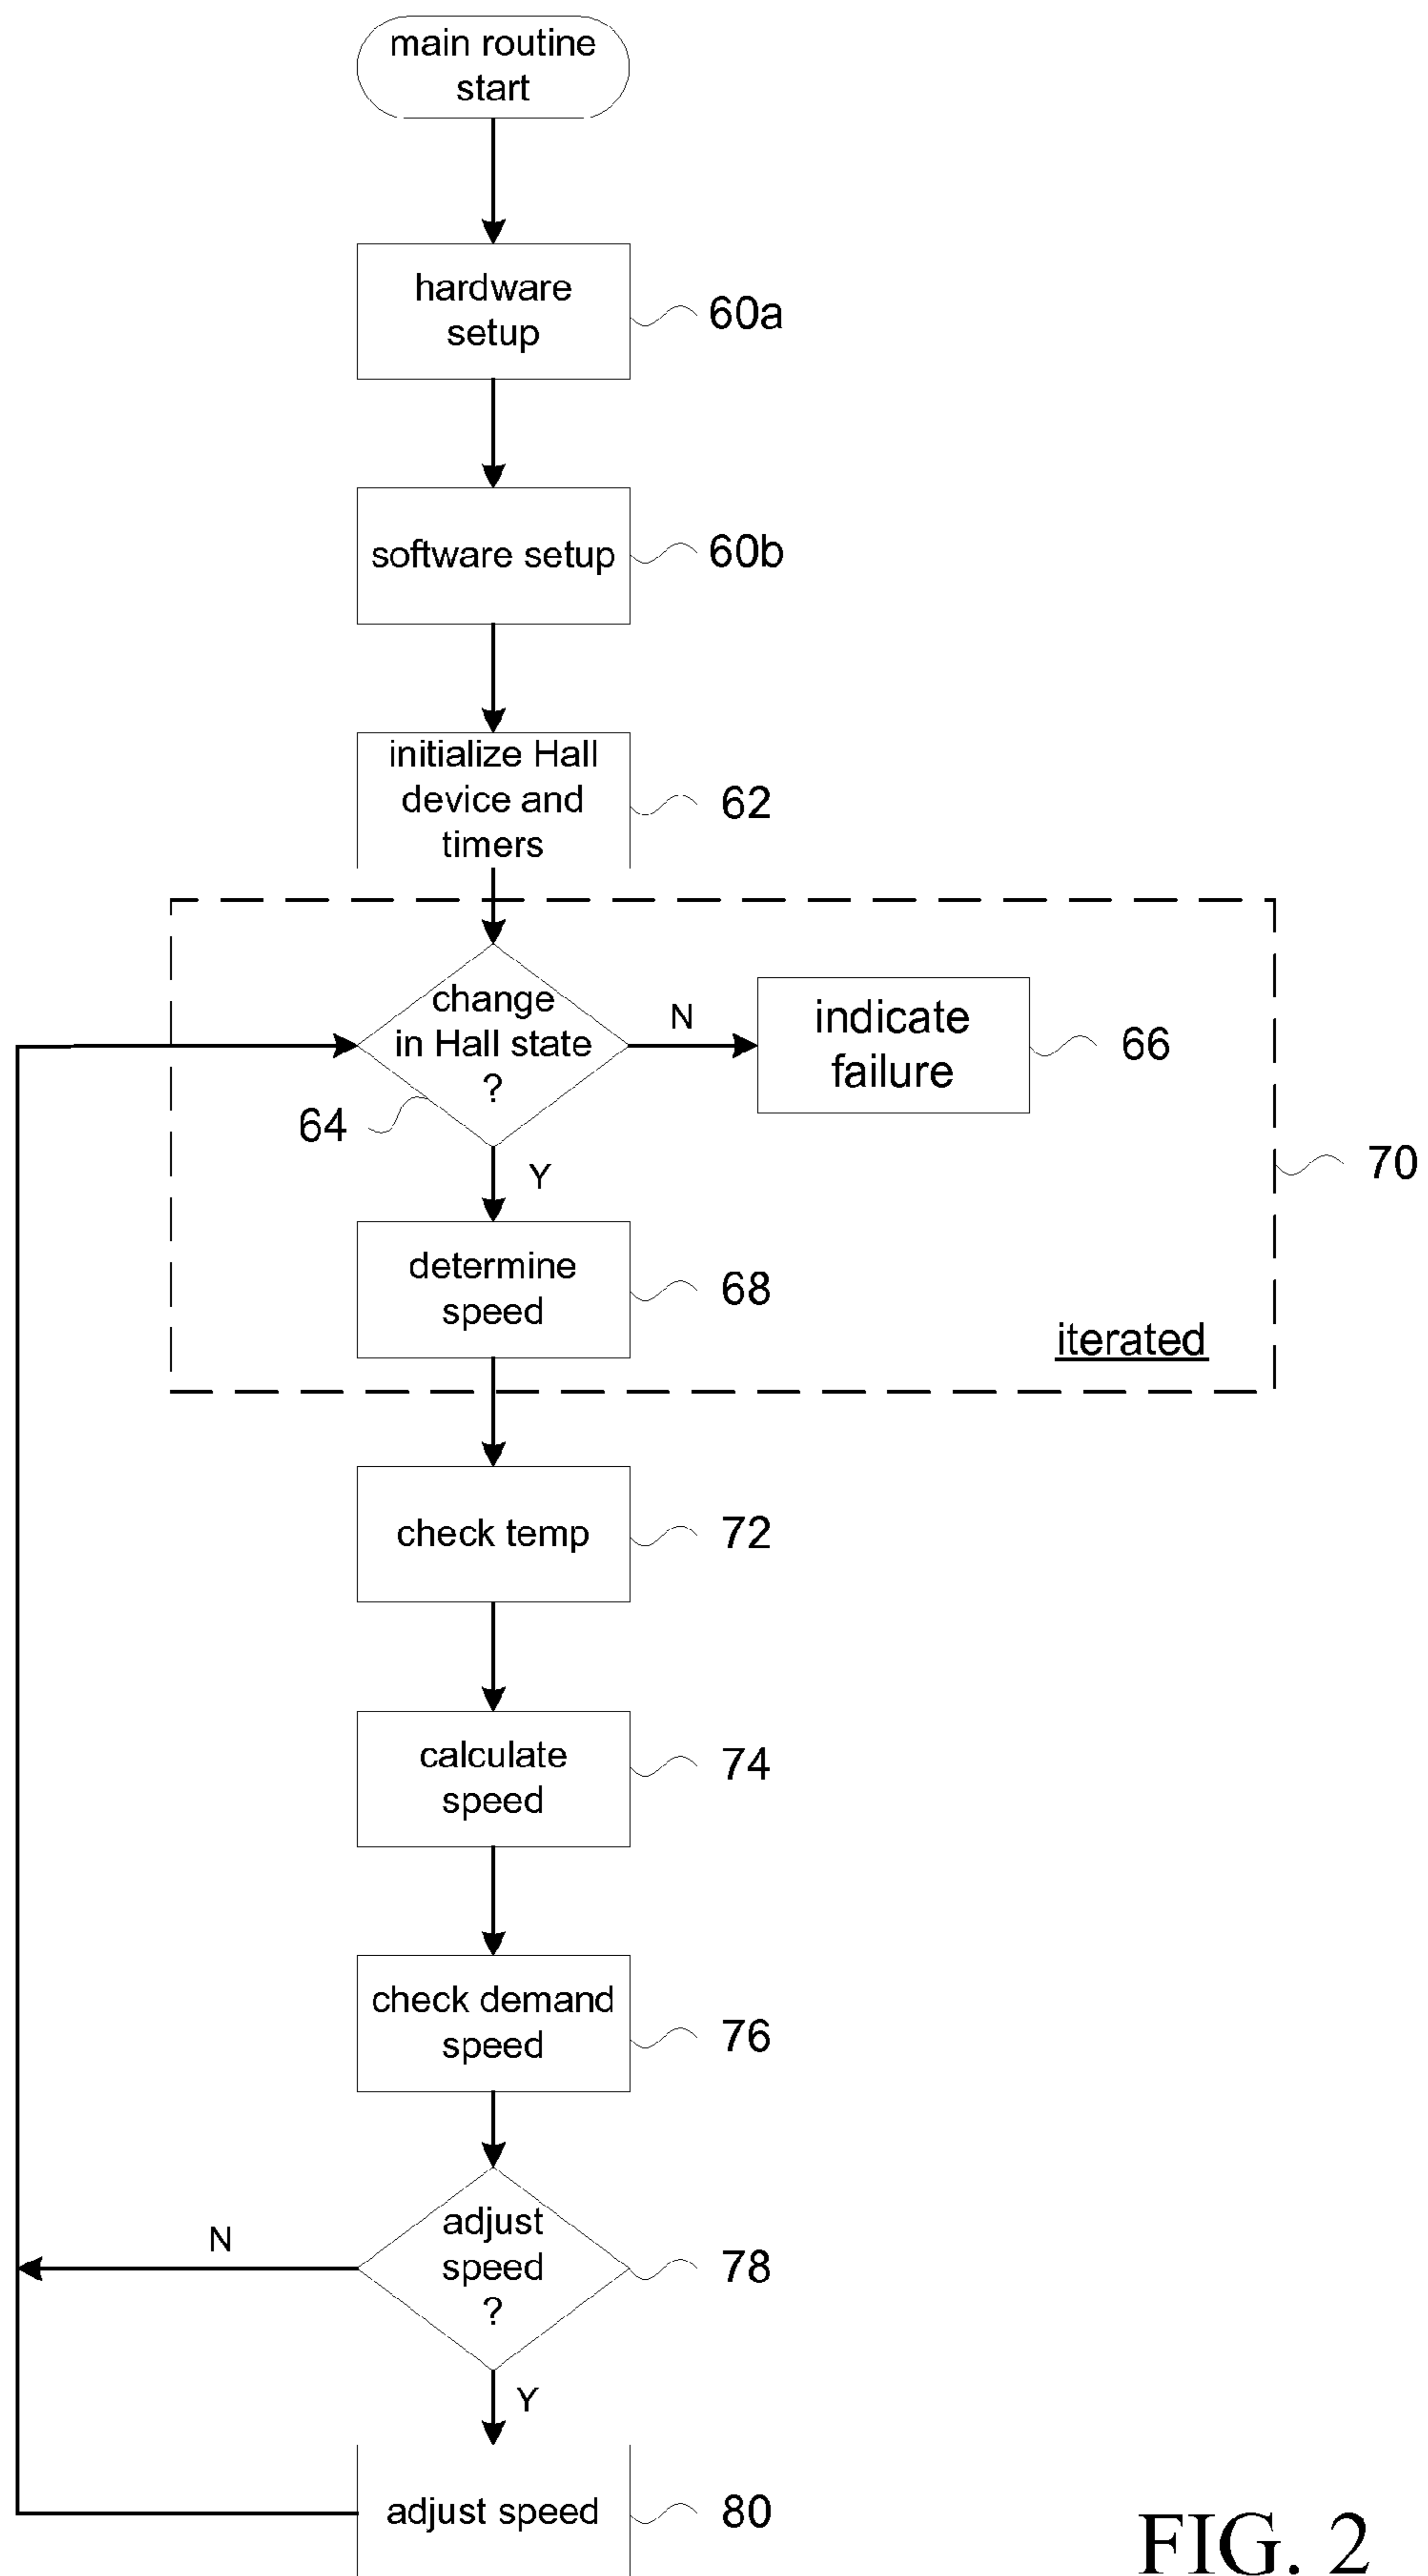 main routine
start
hardware
setup
60a
software setup
60b
initialize Hall
device and
timers
62
change
in Hall state
?
N
indicate
failure
66
64
70
Y
determine
speed
68
iterated
check temp
72
calculate
speed
74
check demand
speed
76
adjust
speed
?
N
78
Y
adjust speed
80
FIG. 2